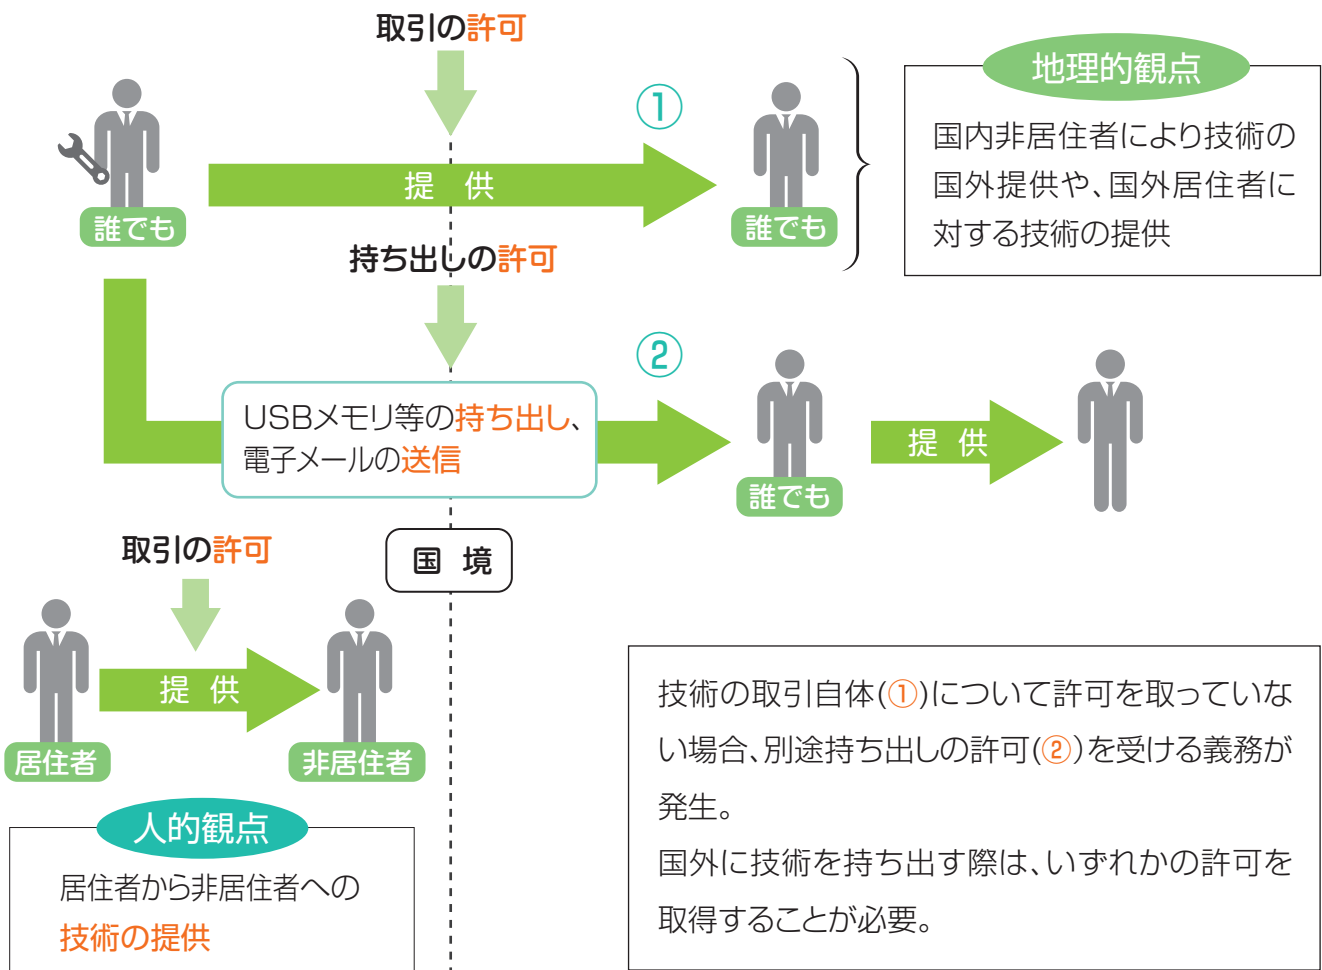 取引の許可
①
提 供
誰でも
誰でも
地理的観点
国内非居住者により技術の
国外提供や、国外居住者に
対する技術の提供
持ち出しの許可
②
USBメモリ等の持ち出し、
電子メールの送信
誰でも
提 供
国 境
取引の許可
提 供
居住者
非居住者
人的観点
居住者から非居住者への
技術の提供
技術の取引自体(①)について許可を取っていな
い場合、別途持ち出しの許可(②)を受ける義務が
発生。
国外に技術を持ち出す際は、いずれかの許可を
取得することが必要。